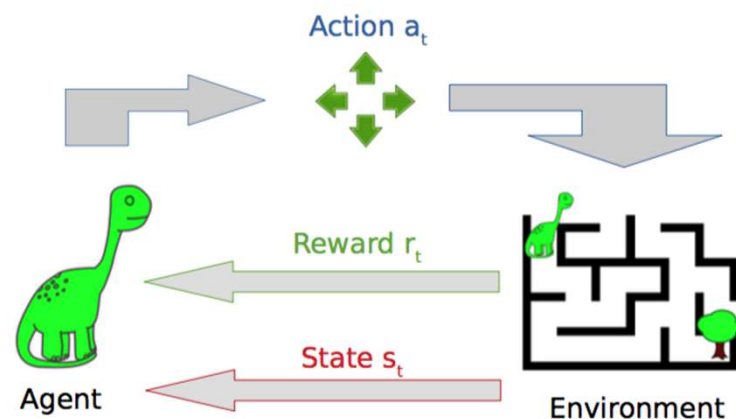 Action a_t
Reward r_t
State s_t
Agent
Environment